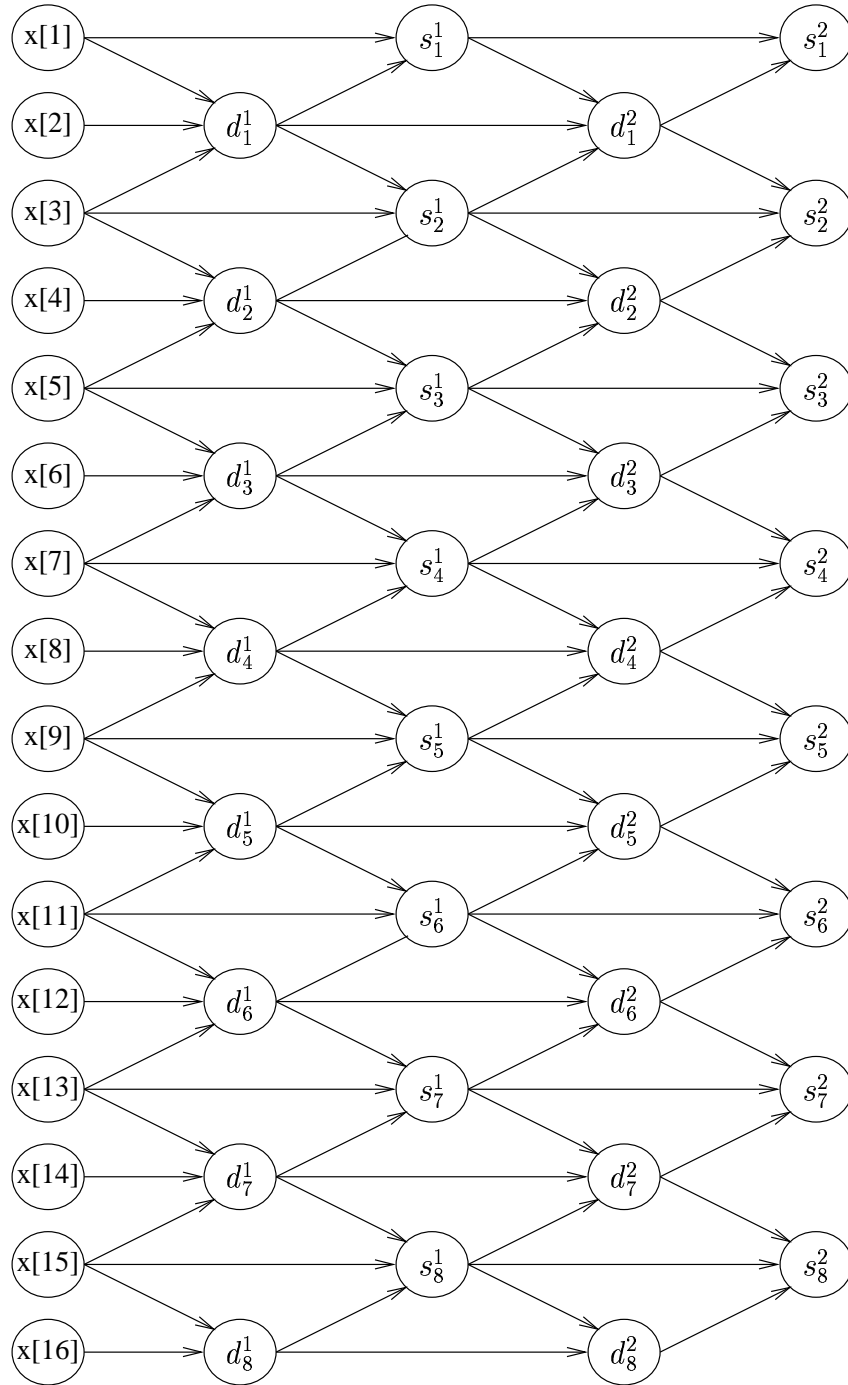 x[1] s_1^1 s_1^2
x[2] d_1^1 d_1^2
x[3] s_2^1 s_2^2
x[4] d_2^1 d_2^2
x[5] s_3^1 s_3^2
x[6] d_3^1 d_3^2
x[7] s_4^1 s_4^2
x[8] d_4^1 d_4^2
x[9] s_5^1 s_5^2
x[10] d_5^1 d_5^2
x[11] s_6^1 s_6^2
x[12] d_6^1 d_6^2
x[13] s_7^1 s_7^2
x[14] d_7^1 d_7^2
x[15] s_8^1 s_8^2
x[16] d_8^1 d_8^2